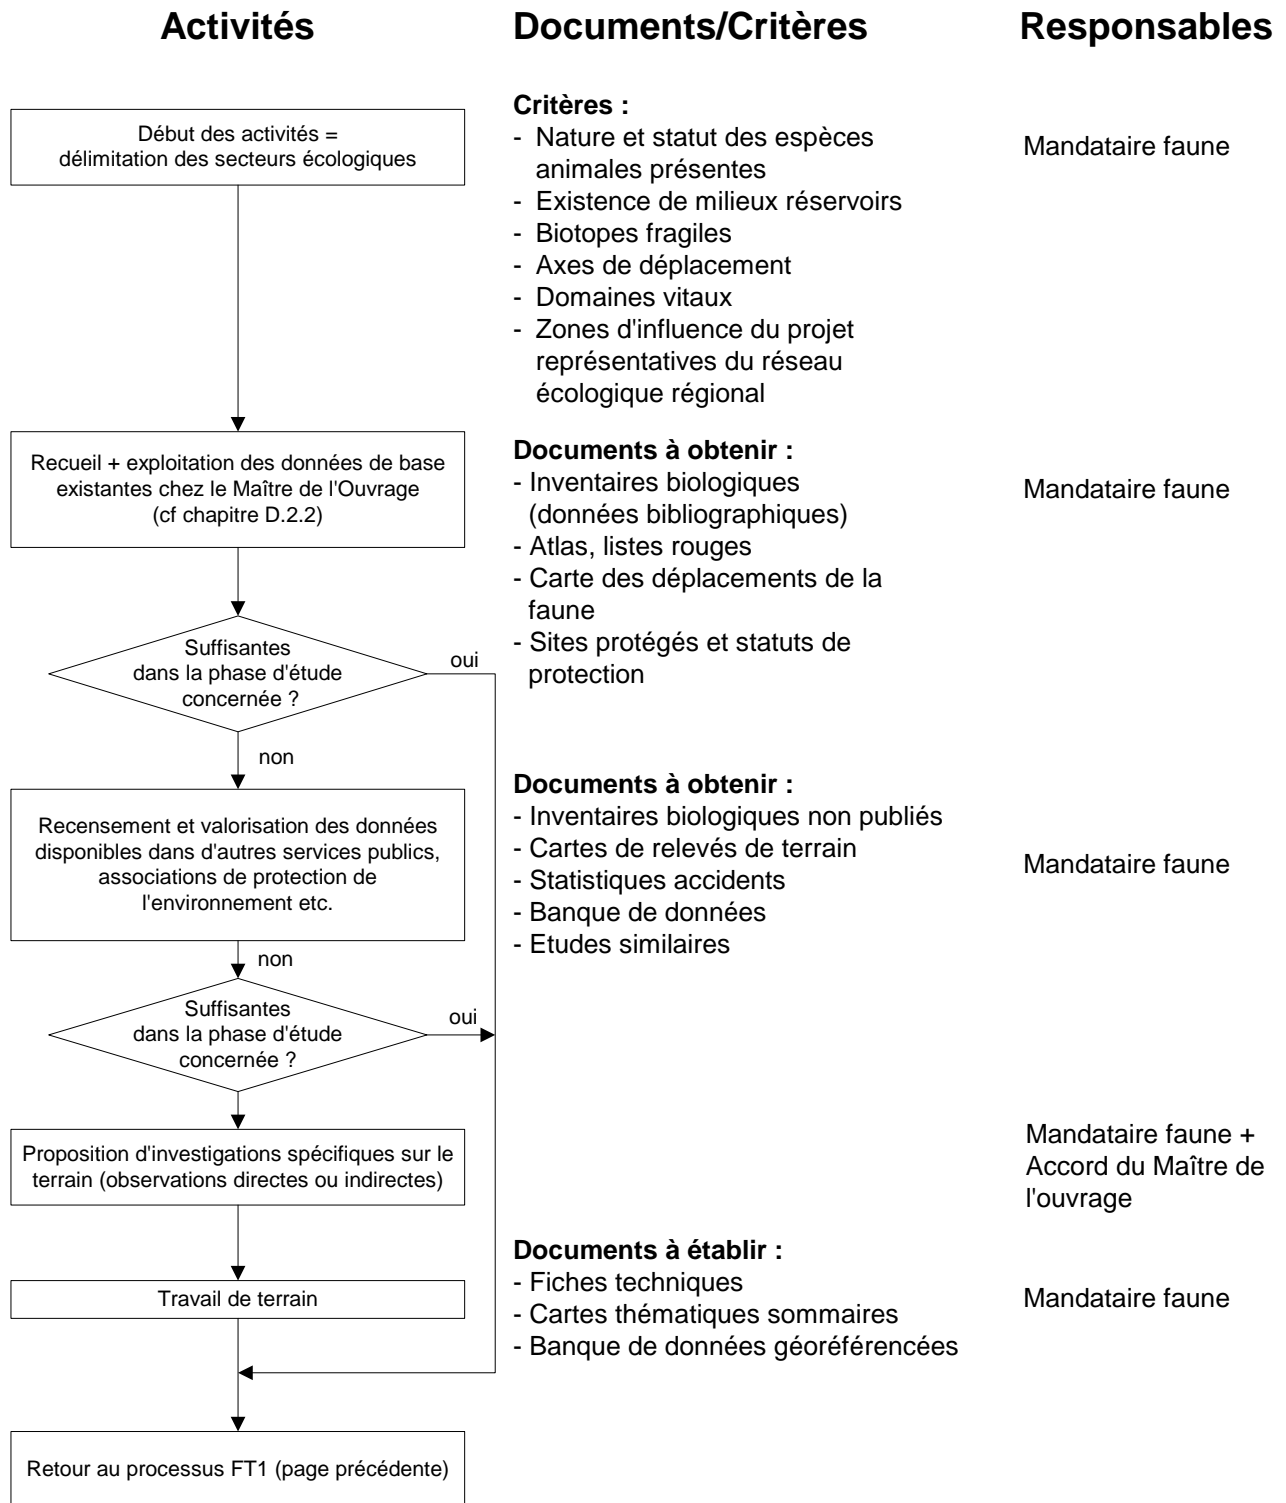 Activités
Documents/Critères
Responsables
Début des activités =
délimitation des secteurs écologiques
Critères :
- Nature et statut des espèces
animales présentes
- Existence de milieux réservoirs
- Biotopes fragiles
- Axes de déplacement
- Domaines vitaux
- Zones d'influence du projet
représentatives du réseau
écologique régional
Mandataire faune
Recueil + exploitation des données de base
existantes chez le Maître de l'Ouvrage
(cf chapitre D.2.2)
Documents à obtenir :
- Inventaires biologiques
(données bibliographiques)
- Atlas, listes rouges
- Carte des déplacements de la
faune
- Sites protégés et statuts de
protection
Mandataire faune
Suffisantes
dans la phase d'étude
concernée ?
oui
non
Recensement et valorisation des données
disponibles dans d'autres services publics,
associations de protection de
l'environnement etc.
Documents à obtenir :
- Inventaires biologiques non publiés
- Cartes de relevés de terrain
- Statistiques accidents
- Banque de données
- Etudes similaires
Mandataire faune
non
Suffisantes
dans la phase d'étude
concernée ?
oui
Proposition d'investigations spécifiques sur le
terrain (observations directes ou indirectes)
Mandataire faune +
Accord du Maître de
l'ouvrage
Travail de terrain
Documents à établir :
- Fiches techniques
- Cartes thématiques sommaires
- Banque de données géoréférencées
Mandataire faune
Retour au processus FT1 (page précédente)